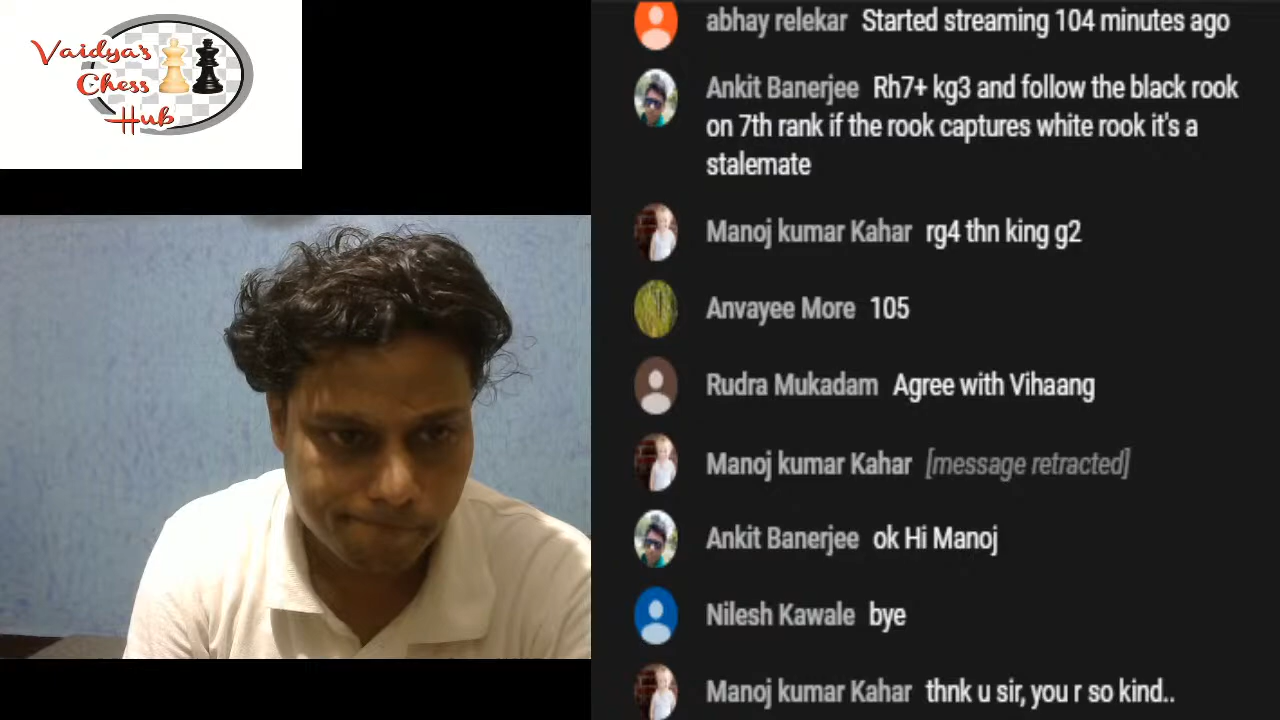 Vaidya's
Chess
Hub
abhay relekar Started streaming 104 minutes ago
Ankit Banerjee Rh7+ kg3 and follow the black rook
on 7th rank if the rook captures white rook it's a
stalemate
Manoj kumar Kahar rg4 thn king g2
Anvayee More 105
Rudra Mukadam Agree with Vihaang
Manoj kumar Kahar [message retracted]
Ankit Banerjee ok Hi Manoj
Nilesh Kawale bye
Manoj kumar Kahar thnk u sir, you r so kind..